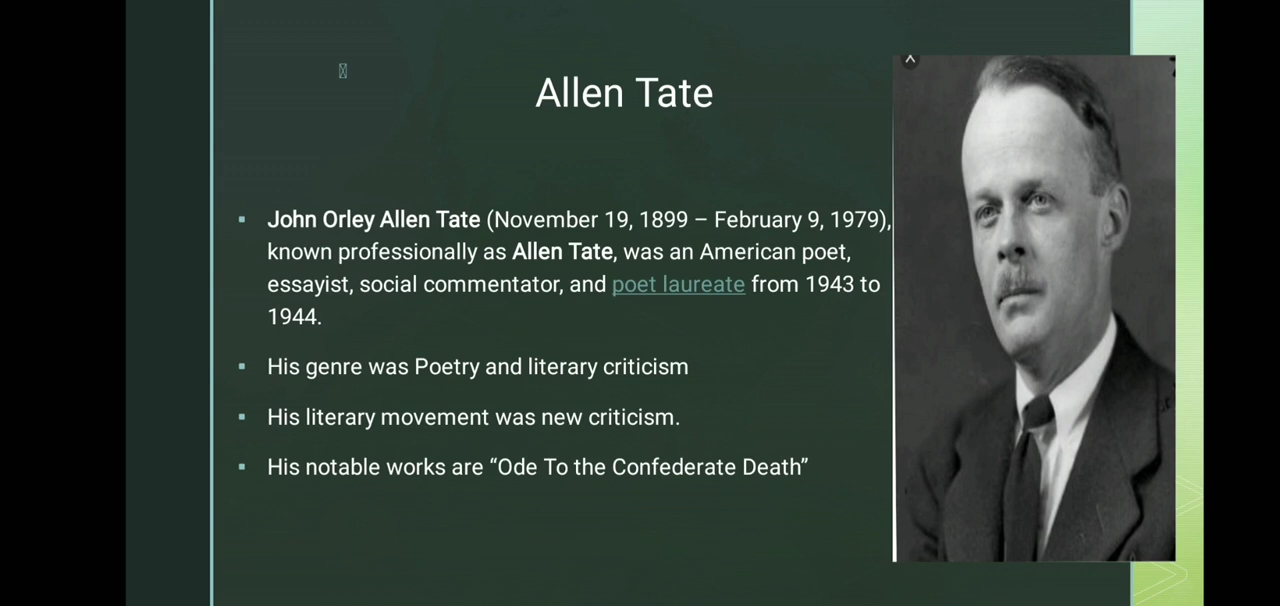 Allen Tate
▪ John Orley Allen Tate (November 19, 1899 – February 9, 1979),
known professionally as Allen Tate, was an American poet,
essayist, social commentator, and poet laureate from 1943 to
1944.
▪ His genre was Poetry and literary criticism
▪ His literary movement was new criticism.
▪ His notable works are “Ode To the Confederate Death”